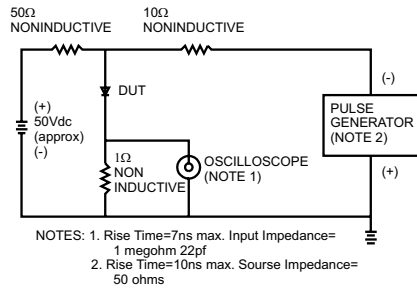 50Ω
NONINDUCTIVE
10Ω
NONINDUCTIVE
DUT
(+)
50Vdc
(approx)
(-)
1Ω
NON
INDUCTIVE
OSCILLOSCOPE
(NOTE 1)
(-)
PULSE
GENERATOR
(NOTE 2)
(+)
NOTES: 1. Rise Time=7ns max. Input Impedance=
1 megohm 22pf
2. Rise Time=10ns max. Sourse Impedance=
50 ohms